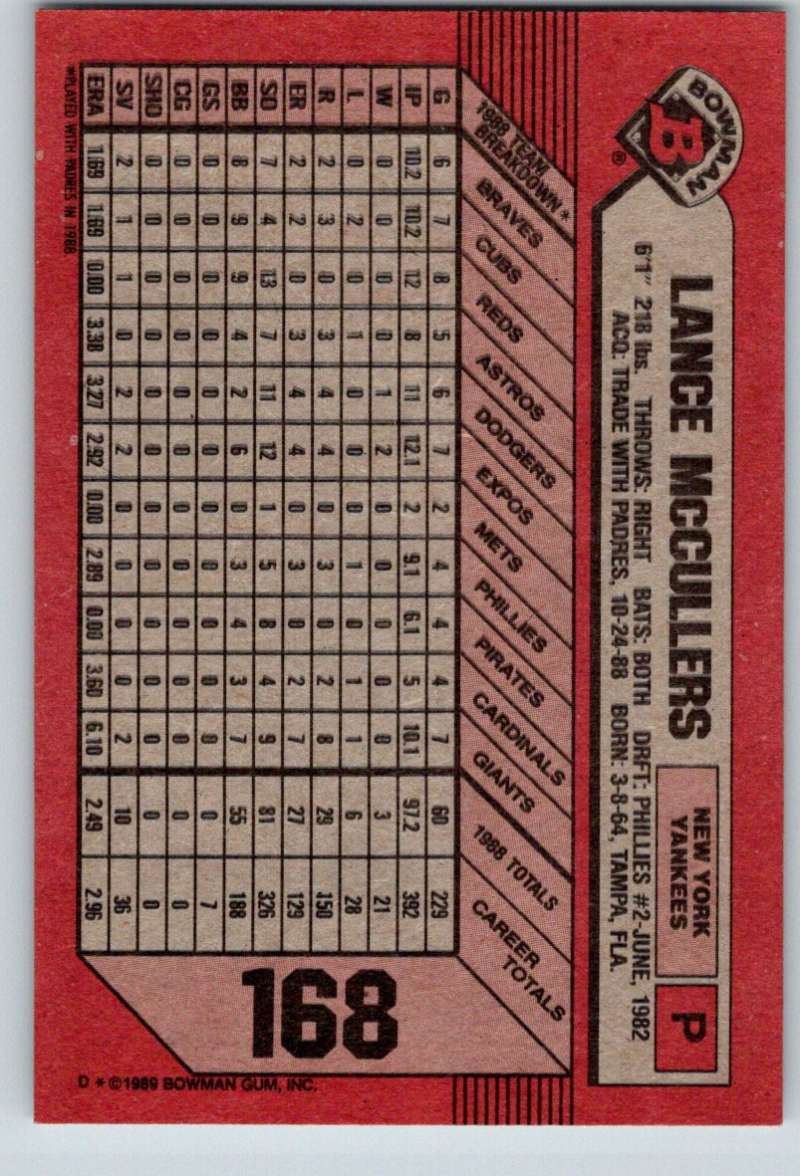 BOWMAN
B
®
LANCE McCULLERS
NEW YORK
YANKEES
P
6'1" 218 lbs. THROWS: RIGHT BATS: BOTH DRFT: PHILLIES #2-JUNE, 1982
ACQ: TRADE WITH PADRES, 10-24-88 BORN: 3-8-64, TAMPA, FLA.
1988 TEAM
BREAKDOWN*
BRAVES
CUBS
REDS
ASTROS
DODGERS
EXPOS
METS
PHILLIES
PIRATES
CARDINALS
GIANTS
1988 TOTALS
CAREER
TOTALS
G 6 7 8 5 6 7 2 4 4 4 7 60 229
IP 10.2 10.2 12 8 11 12.1 2 9.1 6.1 5 10.1 97.2 392
W 0 0 0 0 1 2 0 0 0 0 0 3 21
L 0 2 0 1 0 0 0 1 0 1 1 6 28
R 2 3 0 3 4 4 0 3 0 2 8 29 150
ER 2 2 0 3 4 4 0 3 0 2 7 27 129
SO 7 4 13 7 11 12 1 5 8 4 9 81 326
BB 8 9 9 4 2 6 0 3 4 3 7 55 188
GS 0 0 0 0 0 0 0 0 0 0 0 0 7
CG 0 0 0 0 0 0 0 0 0 0 0 0 0
SHO 0 0 0 0 0 0 0 0 0 0 0 0 0
SV 2 1 1 0 2 2 0 0 0 0 2 10 36
ERA 1.69 1.69 0.00 3.38 3.27 2.92 0.00 2.89 0.00 3.60 6.10 2.49 2.96
*PLAYED WITH PADRES IN 1988
168
D *©1989 BOWMAN GUM, INC.